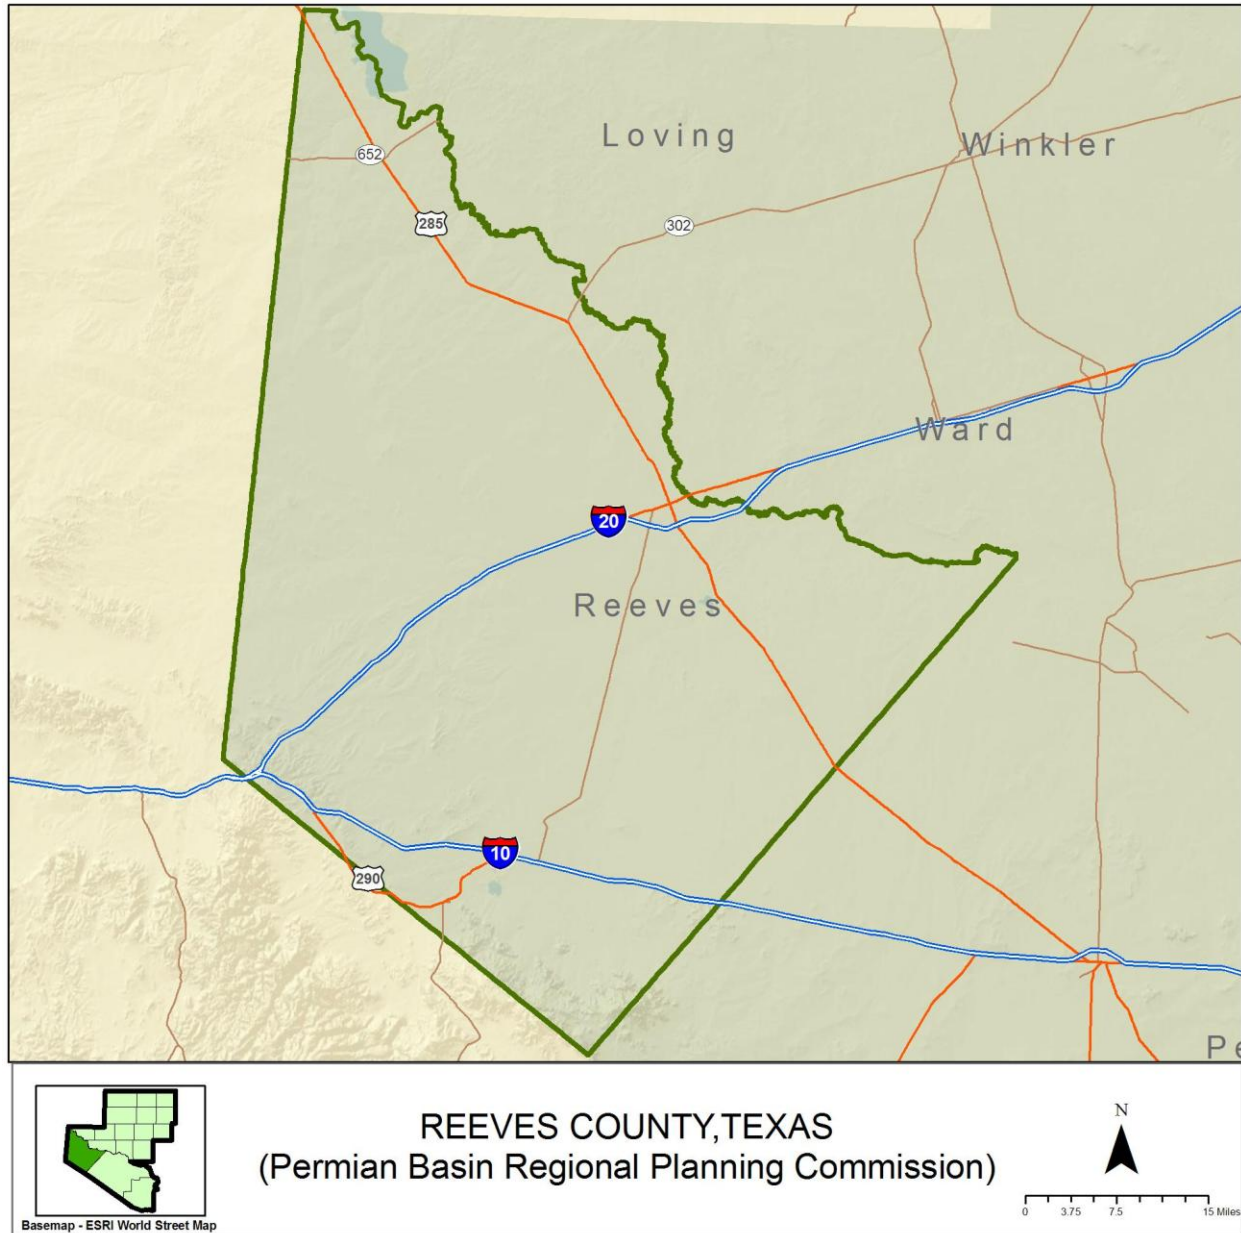 Loving
Winkler
652
285
302
Ward
20
Reeves
10
290
Pe
REEVES COUNTY,TEXAS
(Permian Basin Regional Planning Commission)
N
0 3.75 7.5 15 Miles
Basemap - ESRI World Street Map